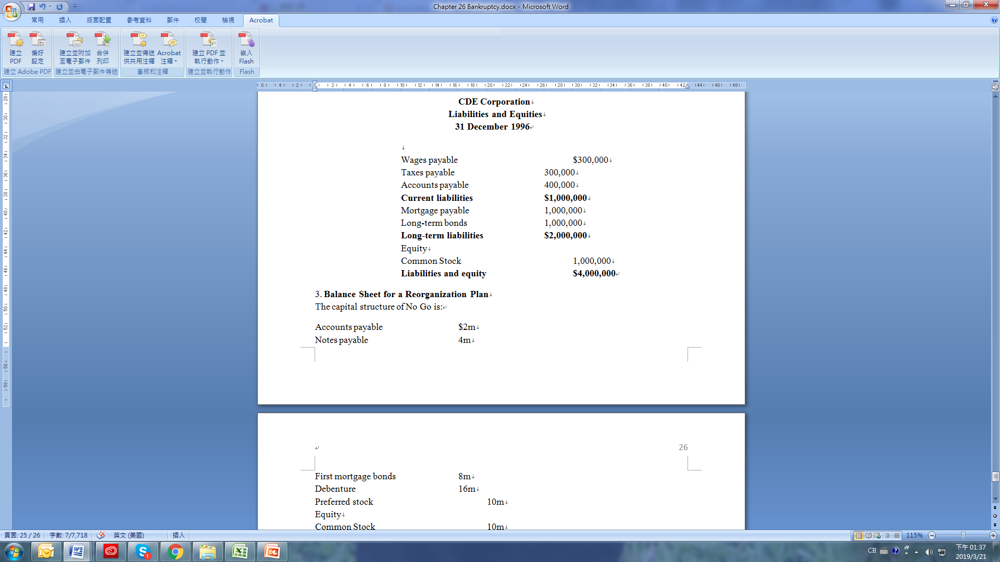 Chapter 26 Bankruptcy.docx - Microsoft Word
常用 插入 版面配置 參考資料 郵件 校閱 檢視 Acrobat
建立 PDF
偏好設定
建立並附加至電子郵件
合併列印
建立並傳送供共用注釋
Acrobat 注釋
建立 PDF 並執行動作
嵌入 Flash
建立 Adobe PDF 建立並由電子郵件傳送 審核和注釋 建立並執行動作 Flash
CDE Corporation
Liabilities and Equities
31 December 1996
Wages payable $300,000
Taxes payable 300,000
Accounts payable 400,000
Current liabilities $1,000,000
Mortgage payable 1,000,000
Long-term bonds 1,000,000
Long-term liabilities $2,000,000
Equity
Common Stock 1,000,000
Liabilities and equity $4,000,000
3. Balance Sheet for a Reorganization Plan
The capital structure of No Go is:
Accounts payable $2m
Notes payable 4m
26
First mortgage bonds 8m
Debenture 16m
Preferred stock 10m
Equity
Common Stock 10m
頁面: 25 / 26 字數: 7/7,718 英文 (美國) 插入 115%
CH 下午 01:37
2019/3/21